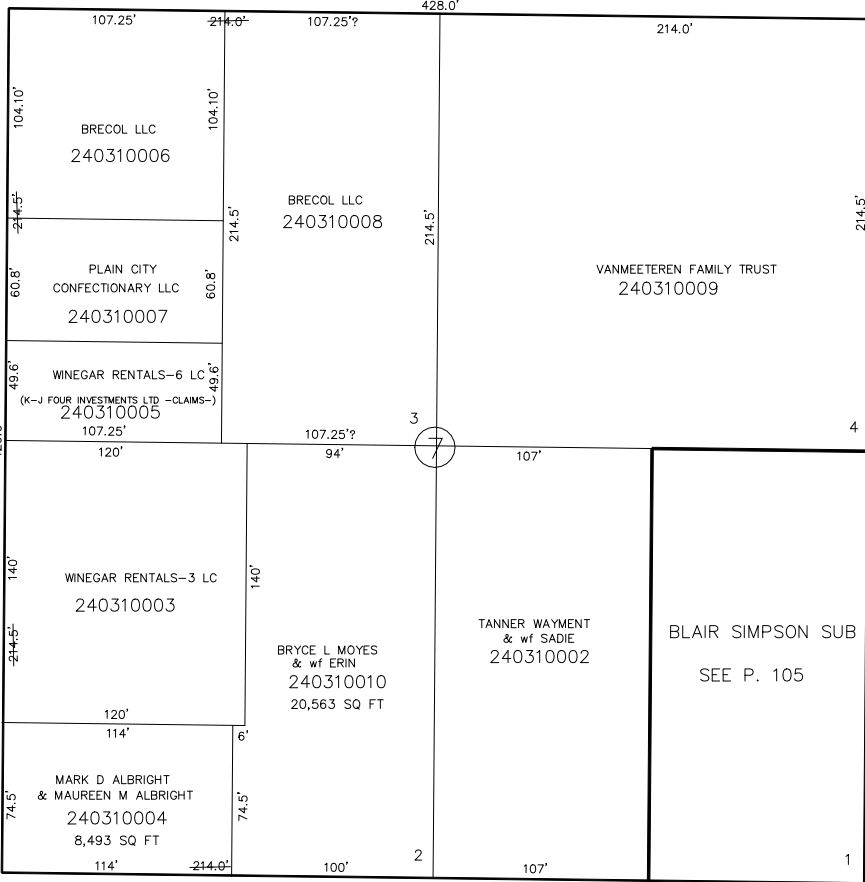 428.0'
107.25'
214.0'
107.25'?
214.0'
104.10'
104.10'
BRECOL LLC
240310006
214.5'
BRECOL LLC
240310008
214.5'
214.5'
214.5'
60.8'
PLAIN CITY
CONFECTIONARY LLC
240310007
60.8'
VANMEETEREN FAMILY TRUST
240310009
49.6'
WINEGAR RENTALS-6 LC
49.6'
(K-J FOUR INVESTMENTS LTD -CLAIMS-)
240310005
107.25'
107.25'?
3
4
7
120'
94'
107'
140'
140'
WINEGAR RENTALS-3 LC
240310003
214.5'
BRYCE L MOYES
& wf ERIN
240310010
20,563 SQ FT
TANNER WAYMENT
& wf SADIE
240310002
BLAIR SIMPSON SUB
SEE P. 105
120'
114'
6'
74.5'
74.5'
MARK D ALBRIGHT
& MAUREEN M ALBRIGHT
240310004
8,493 SQ FT
114'
214.0'
100'
2
107'
1